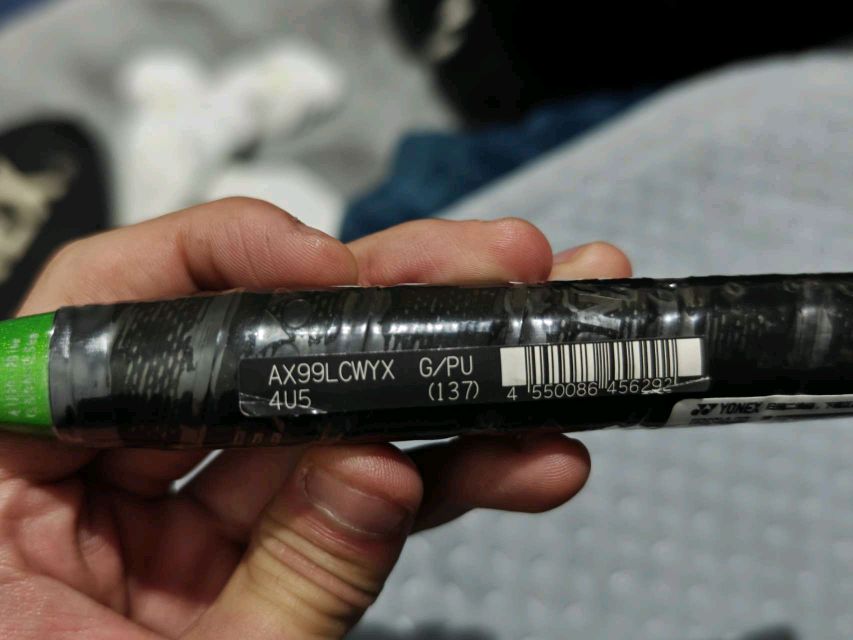 AX99LCWYX G/PU
4U5 (137)
4 550086 456292
YONEX